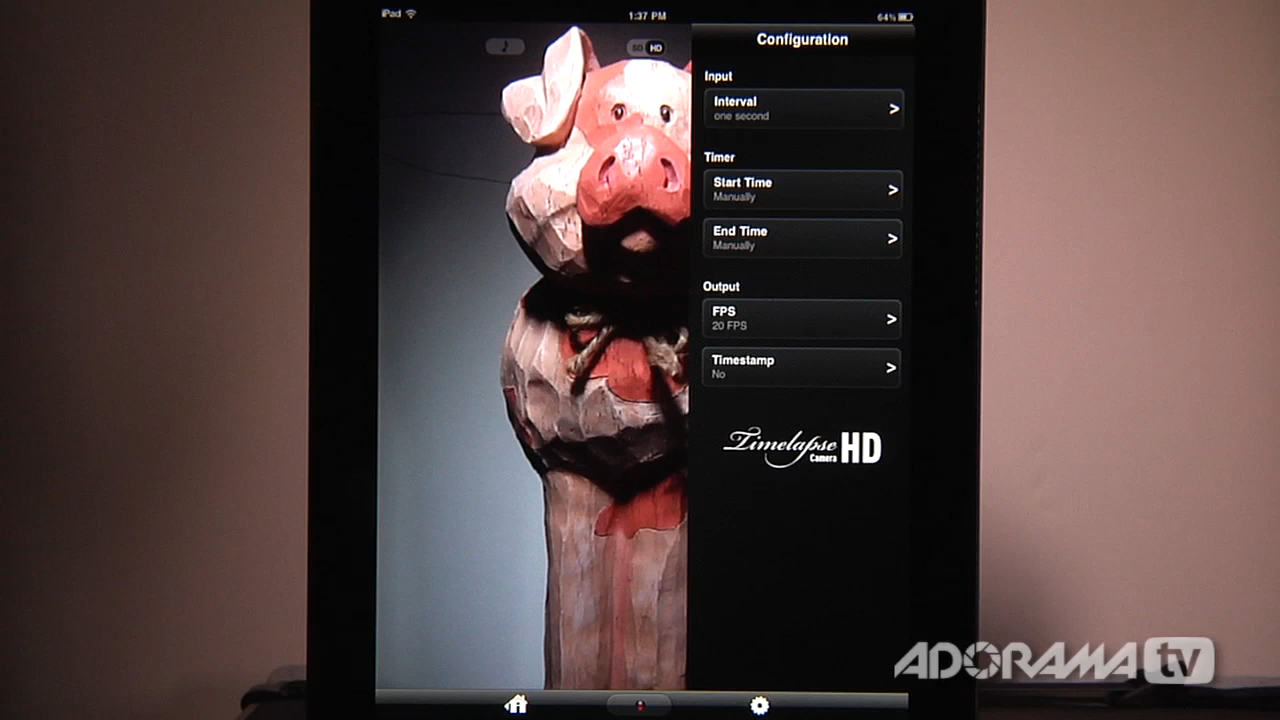 iPad 1:37 PM 64%
SD HD
Configuration
Input
Interval >
one second
Timer
Start Time >
Manually
End Time >
Manually
Output
FPS >
20 FPS
Timestamp >
No
Timelapse
Camera HD
ADORAMA tv